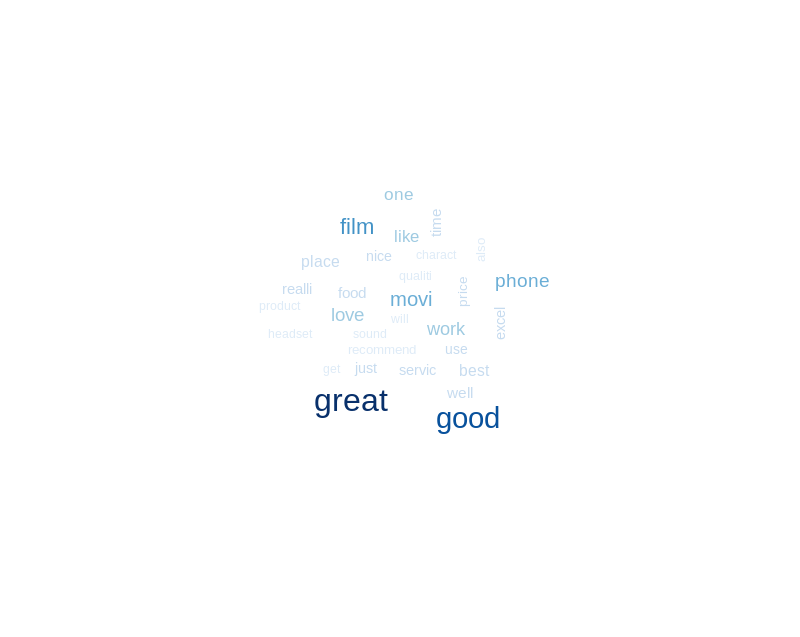 one
time
film
like
also
nice
charact
place
qualiti
phone
realli
food
movi
price
product
love
will
work
excel
headset
sound
recommend
use
get
just
servic
best
well
great
good